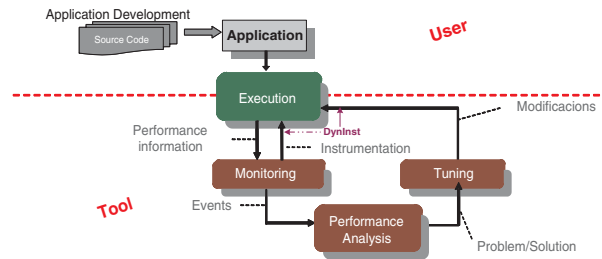 Application Development
Source Code
Application
User
Execution
Modificacions
Performance
information
DynInst
Instrumentation
Monitoring
Tuning
Tool
Events
Performance
Analysis
Problem/Solution